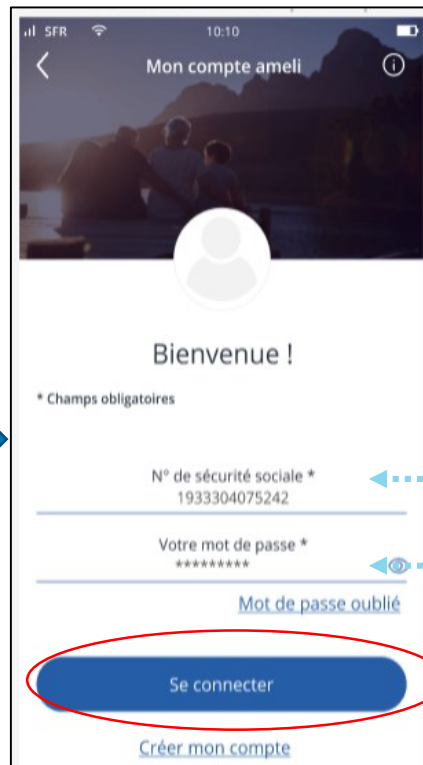 SFR 10:10
Mon compte ameli
Bienvenue !
* Champs obligatoires
N° de sécurité sociale *
1933304075242
Votre mot de passe *
*********
Mot de passe oublié
Se connecter
Créer mon compte